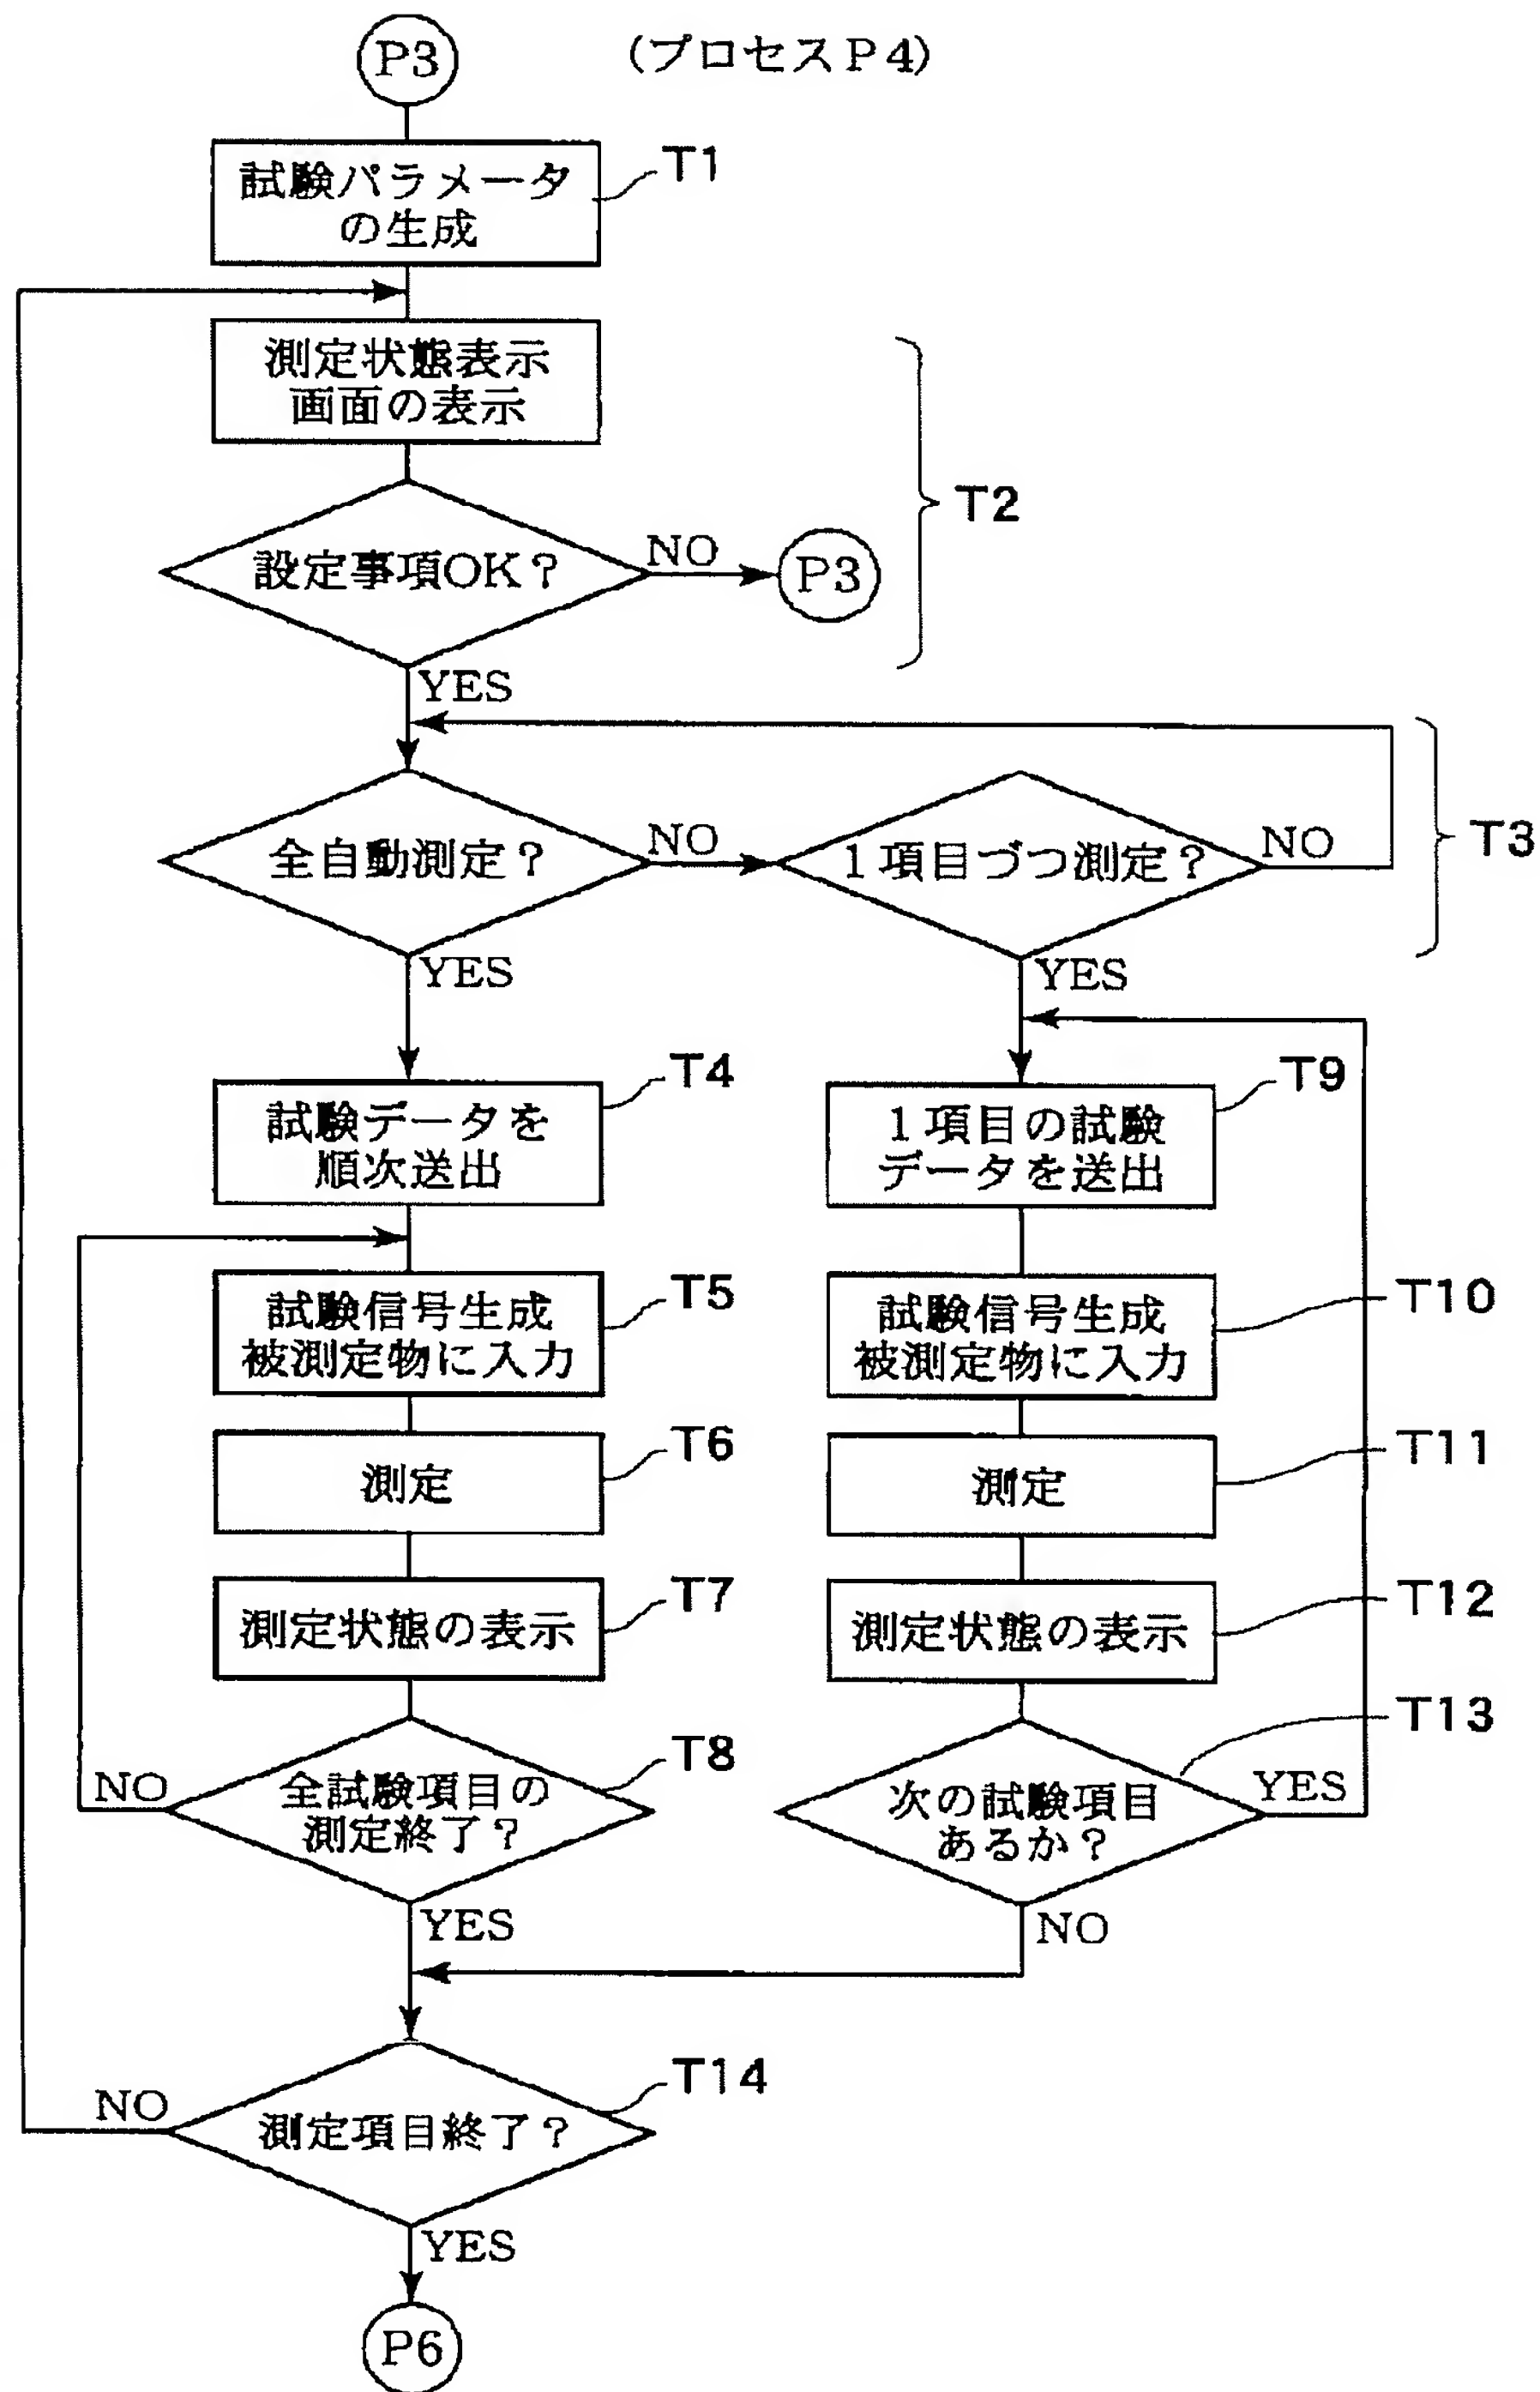 P3
(プロセスP4)
試験パラメータ
の生成
T1
測定状態表示
画面の表示
設定事項OK?
NO
P3
T2
YES
全自動測定?
NO
1項目づつ測定?
NO
T3
YES
YES
試験データを
順次送出
T4
1項目の試験
データを送出
T9
試験信号生成
被測定物に入力
T5
試験信号生成
被測定物に入力
T10
測定
T6
測定
T11
測定状態の表示
T7
測定状態の表示
T12
NO
全試験項目の
測定終了?
T8
次の試験項目
あるか?
YES
T13
YES
NO
NO
測定項目終了?
T14
YES
P6